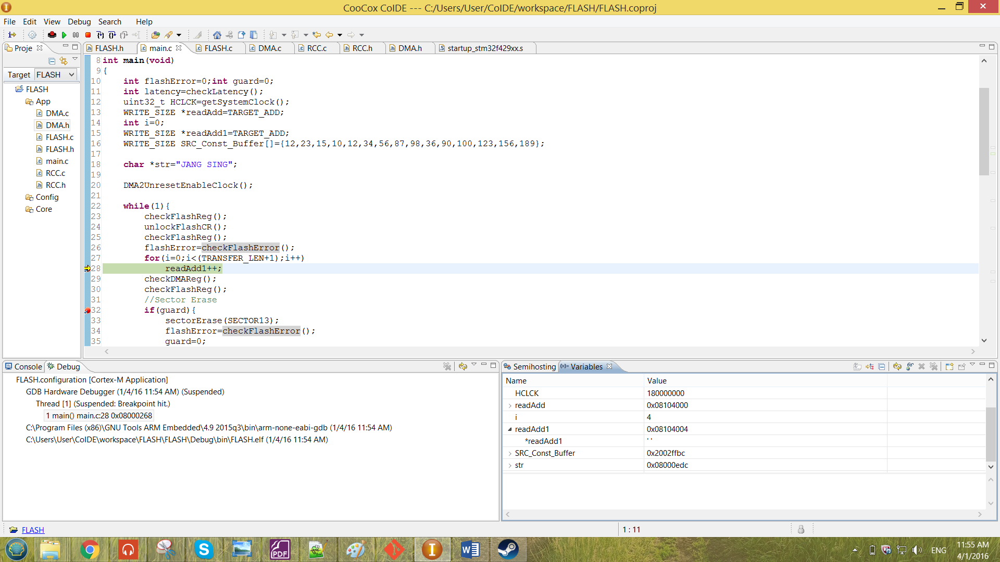 CooCox CoIDE --- C:/Users/User/CoIDE/workspace/FLASH/FLASH.coproj
File Edit View Debug Search Help
Proje
FLASH.h main.c FLASH.c DMA.c RCC.c RCC.h DMA.h startup_stm32f429xx.s
Target FLASH
FLASH
App
DMA.c
DMA.h
FLASH.c
FLASH.h
main.c
RCC.c
RCC.h
Config
Core
8 int main(void)
9 {
10 int flashError=0;int guard=0;
11 int latency=checkLatency();
12 uint32_t HCLCK=getSystemClock();
13 WRITE_SIZE *readAdd=TARGET_ADD;
14 int i=0;
15 WRITE_SIZE *readAdd1=TARGET_ADD;
16 WRITE_SIZE SRC_Const_Buffer[]={12,23,15,10,12,34,56,87,98,36,90,100,123,156,189};
17
18 char *str="JANG SING";
19
20 DMA2UnresetEnableClock();
21
22 while(1){
23 checkFlashReg();
24 unlockFlashCR();
25 checkFlashReg();
26 flashError=checkFlashError();
27 for(i=0;i<(TRANSFER_LEN+1);i++)
28 readAdd1++;
29 checkDMAReg();
30 checkFlashReg();
31 //Sector Erase
32 if(guard){
33 sectorErase(SECTOR13);
34 flashError=checkFlashError();
35 guard=0;
Console Debug
FLASH.configuration [Cortex-M Application]
GDB Hardware Debugger (1/4/16 11:54 AM) (Suspended)
Thread [1] (Suspended: Breakpoint hit.)
1 main() main.c:28 0x08000268
C:\Program Files (x86)\GNU Tools ARM Embedded\4.9 2015q3\bin\arm-none-eabi-gdb (1/4/16 11:54 AM)
C:\Users\User\CoIDE\workspace\FLASH\FLASH\Debug\bin\FLASH.elf (1/4/16 11:54 AM)
Semihosting Variables
Name Value
HCLCK 180000000
readAdd 0x08104000
i 4
readAdd1 0x08104004
*readAdd1 ' '
SRC_Const_Buffer 0x2002ffbc
str 0x08000edc
FLASH
1 : 11
PDF
ENG
11:55 AM
4/1/2016